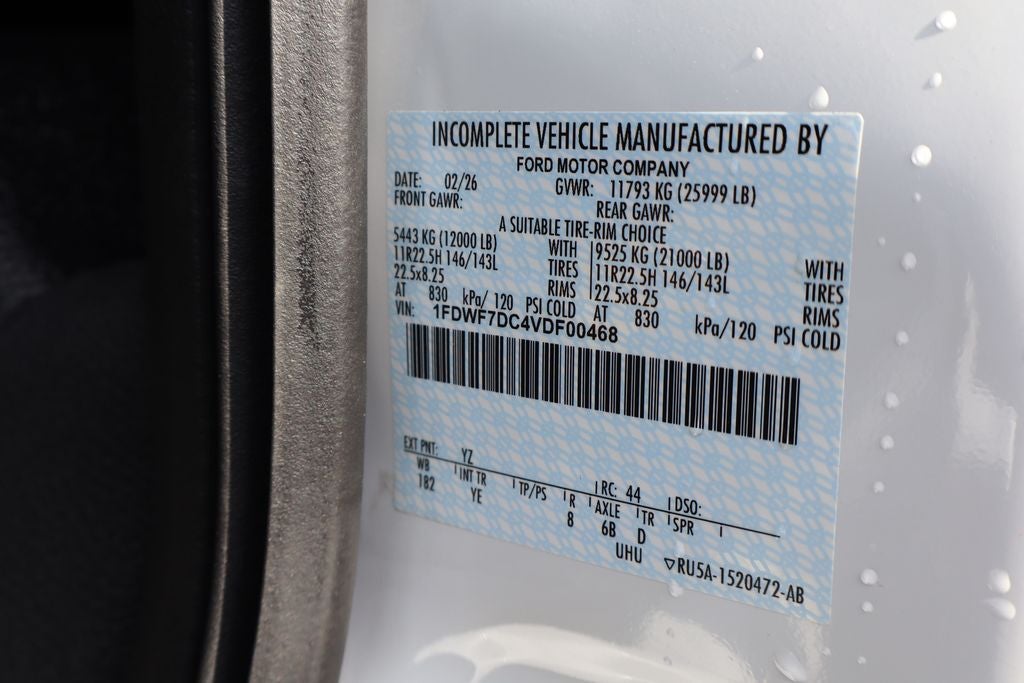 INCOMPLETE VEHICLE MANUFACTURED BY
FORD MOTOR COMPANY
DATE: 02/26 GVWR: 11793 KG (25999 LB)
FRONT GAWR: REAR GAWR:
A SUITABLE TIRE-RIM CHOICE
5443 KG (12000 LB) WITH 9525 KG (21000 LB) WITH
11R22.5H 146/143L TIRES 11R22.5H 146/143L TIRES
22.5x8.25 RIMS 22.5x8.25 RIMS
AT 830 kPa/ 120 PSI COLD AT 830 kPa/120 PSI COLD
VIN: 1FDWF7DC4VDF00468
EXT PNT: YZ RC: 44 DSO:
WB INT TR TP/PS R AXLE TR SPR
182 YE 8 6B D
UHU ▽RU5A-1520472-AB